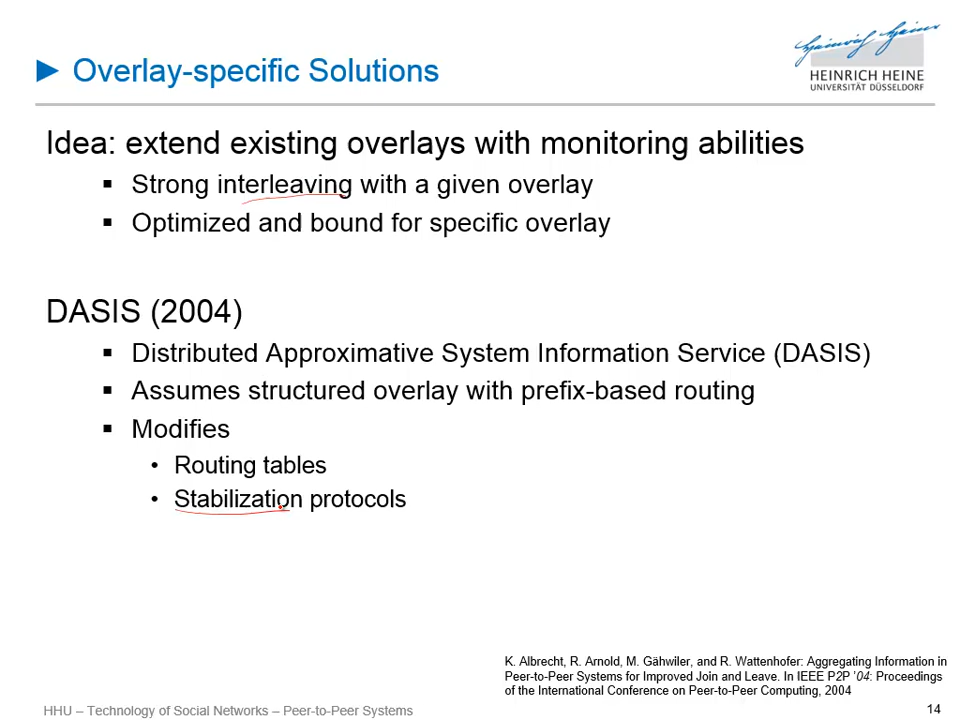 ► Overlay-specific Solutions
Heinrich Heine
HEINRICH HEINE
UNIVERSITÄT DÜSSELDORF
Idea: extend existing overlays with monitoring abilities
▪ Strong interleaving with a given overlay
▪ Optimized and bound for specific overlay
DASIS (2004)
▪ Distributed Approximative System Information Service (DASIS)
▪ Assumes structured overlay with prefix-based routing
▪ Modifies
• Routing tables
• Stabilization protocols
K. Albrecht, R. Arnold, M. Gähwiler, and R. Wattenhofer: Aggregating Information in
Peer-to-Peer Systems for Improved Join and Leave. In IEEE P2P '04: Proceedings
of the International Conference on Peer-to-Peer Computing, 2004
HHU – Technology of Social Networks – Peer-to-Peer Systems
14